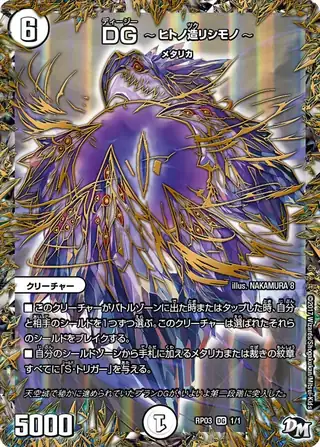 ディージー
6
DG ～ ヒトノ造リシモノ ～
ツク
メタリカ
クリーチャー
illus. NAKAMURA 8
■このクリーチャーがバトルゾーンに出た時またはタップした時、自分
と相手のシールドを1つずつ選ぶ。このクリーチャーは選ばれたそれら
のシールドをブレイクする。
■自分のシールドゾーンから手札に加えるメタリカまたは裁きの紋章
すべてに「S・トリガー」を与える。
天空城で秘かに進められていたプランDGが、いよいよ第二段階に突入した。
5000
1
RP03 DG 1/1
DM